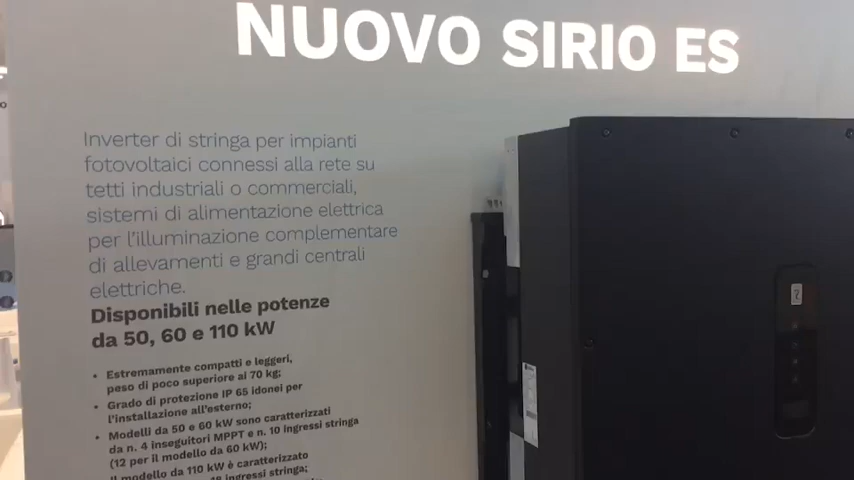 NUOVO SIRIO ES
Inverter di stringa per impianti
fotovoltaici connessi alla rete su
tetti industriali o commerciali,
sistemi di alimentazione elettrica
per l'illuminazione complementare
di allevamenti e grandi centrali
elettriche.
Disponibili nelle potenze
da 50, 60 e 110 kW
• Estremamente compatti e leggeri,
peso di poco superiore ai 70 kg;
• Grado di protezione IP 65 idonei per
l'installazione all'esterno;
• Modelli da 50 e 60 kW sono caratterizzati
da n. 4 inseguitori MPPT e n. 10 ingressi stringa
(12 per il modello da 60 kW);
Il modello da 110 kW è caratterizzato
18 ingressi stringa;